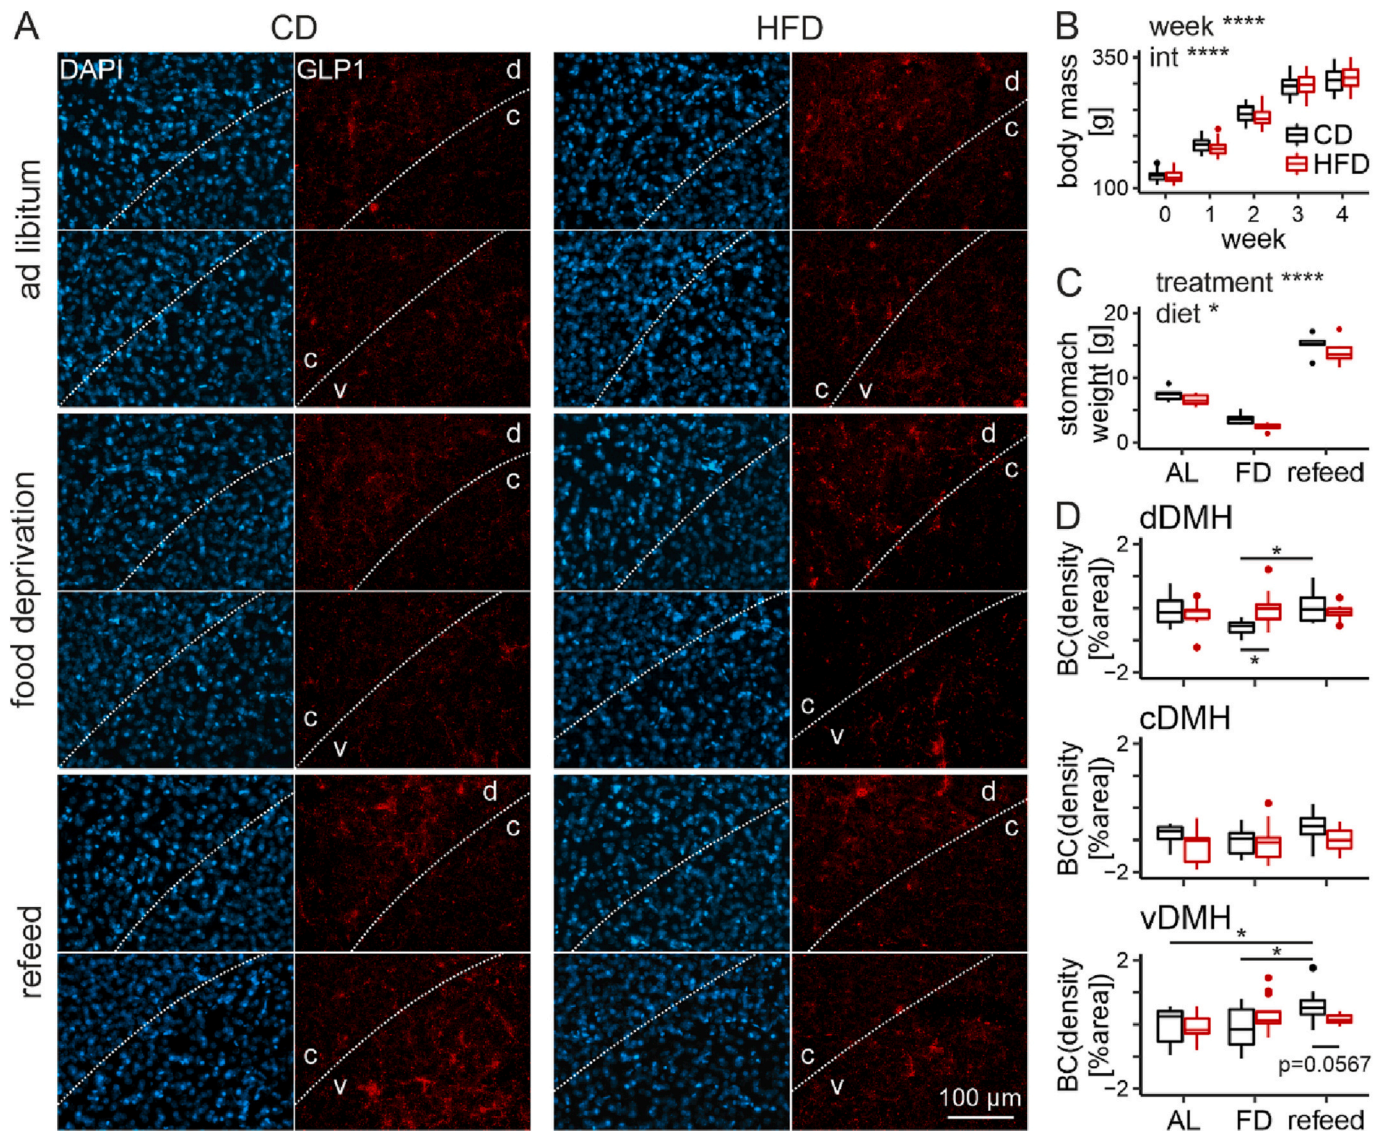 A
CD
HFD
DAPI
GLP1
d
c
d
c
c
v
c
v
ad libitum
d
c
d
c
c
v
c
v
food deprivation
d
c
d
c
c
v
c
v
refeed
100 µm
B
week ****
int ****
350
100
body mass
[g]
CD
HFD
0 1 2 3 4
week
C
treatment ****
diet *
20
10
0
stomach
weight [g]
AL FD refeed
D
dDMH
2
−2
BC(density
[%area])
*
*
cDMH
2
−2
BC(density
[%area])
vDMH
*
*
2
−2
BC(density
[%area])
p=0.0567
AL FD refeed